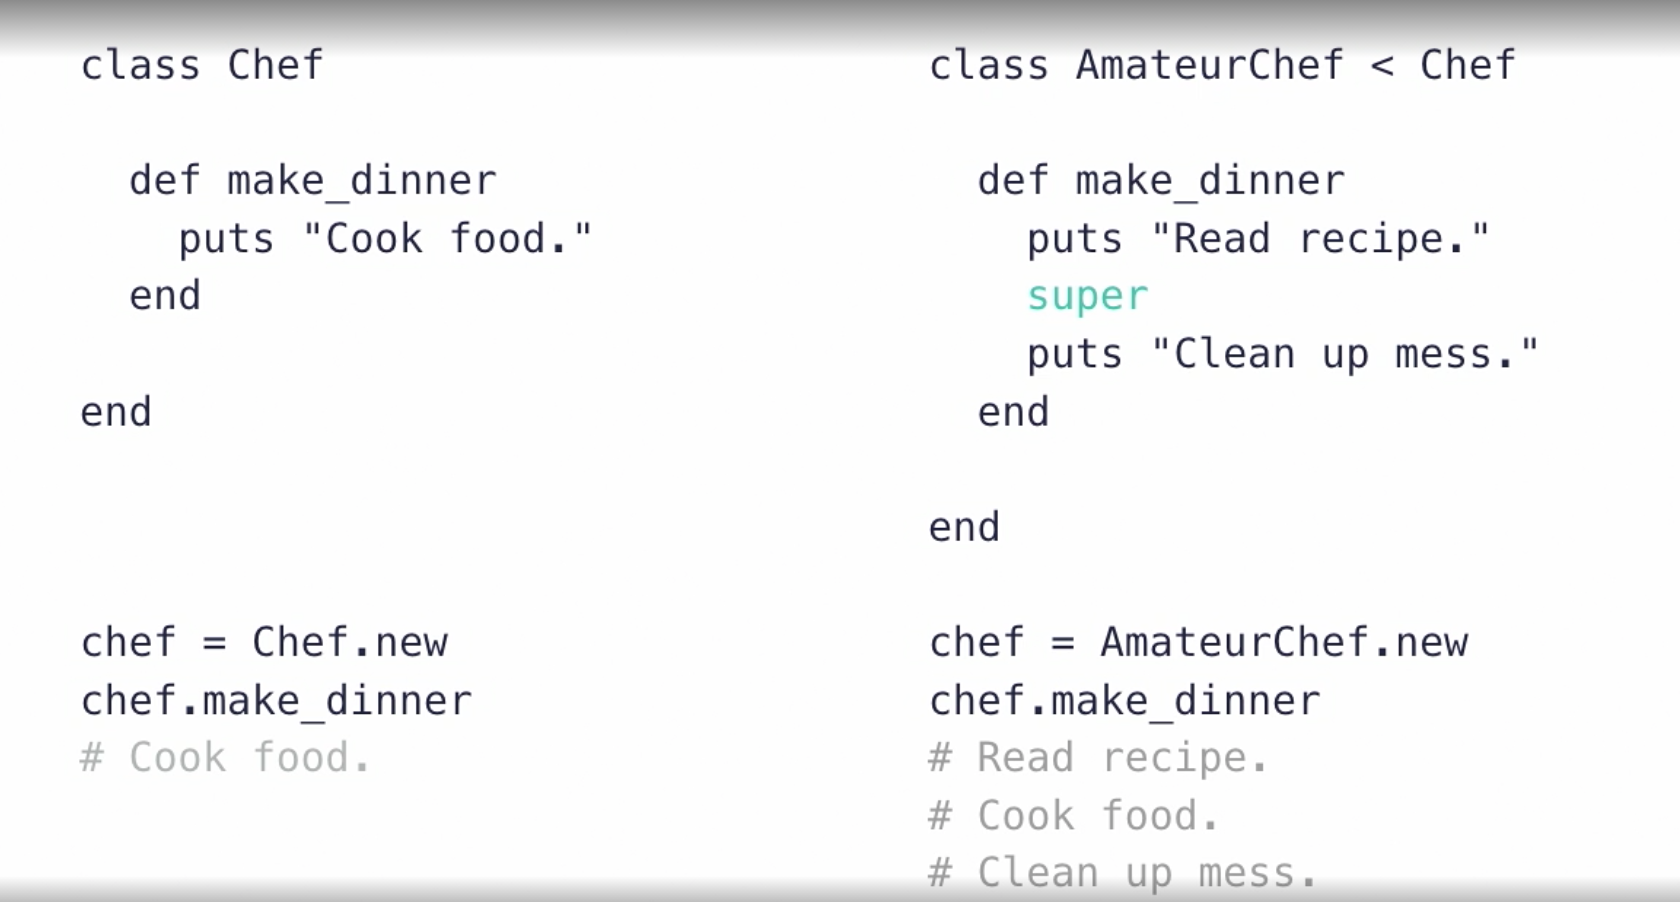 class Chef
def make_dinner
puts "Cook food."
end
end
chef = Chef.new
chef.make_dinner
# Cook food.
class AmateurChef < Chef
def make_dinner
puts "Read recipe."
super
puts "Clean up mess."
end
end
chef = AmateurChef.new
chef.make_dinner
# Read recipe.
# Cook food.
# Clean up mess.